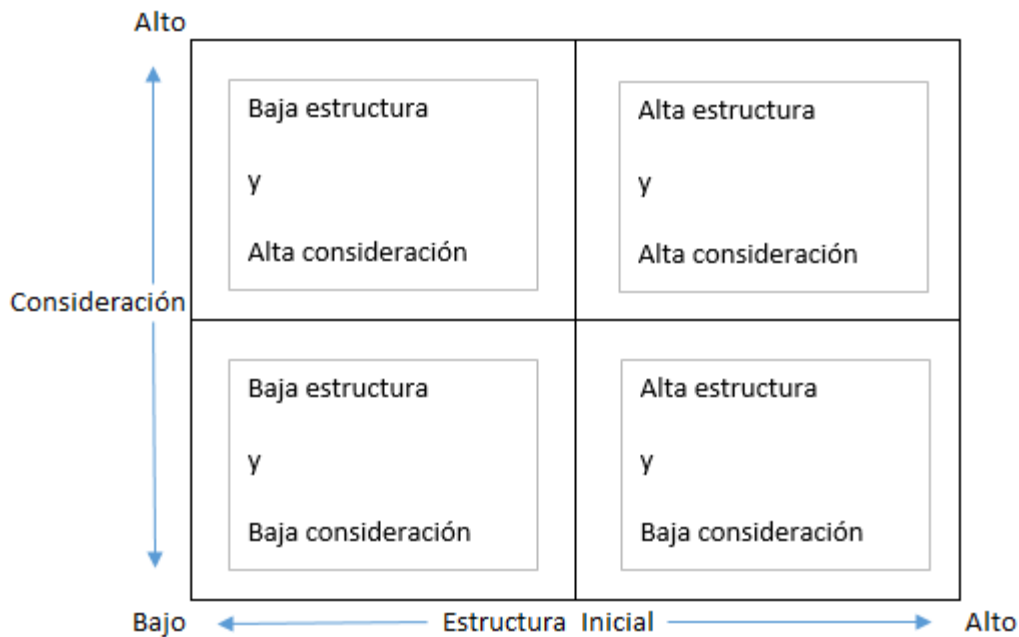 Alto
Baja estructura
y
Alta consideración
Alta estructura
y
Alta consideración
Consideración
Baja estructura
y
Baja consideración
Alta estructura
y
Baja consideración
Bajo
Estructura Inicial
Alto